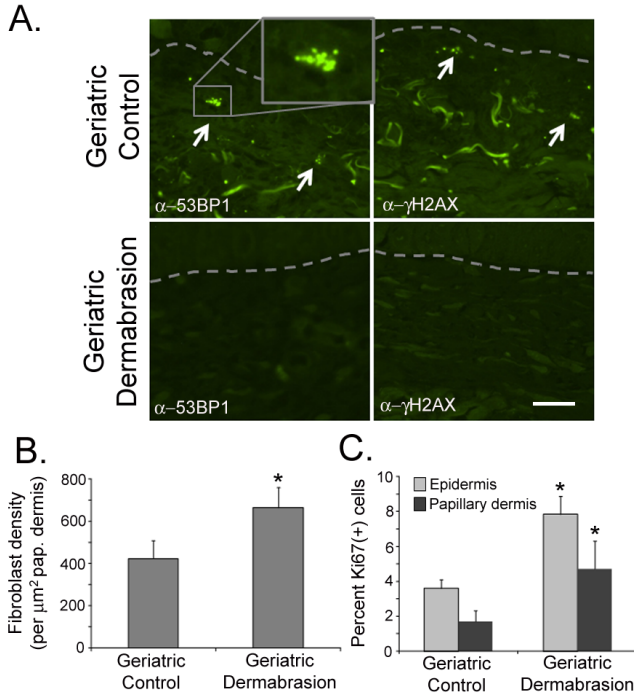 A.
Geriatric
Control
α–53BP1
α–γH2AX
Geriatric
Dermabrasion
α–53BP1
α–γH2AX
B.
Fibroblast density
(per μm² pap. dermis)
800
600
400
200
0
*
Geriatric
Control
Geriatric
Dermabrasion
C.
Percent Ki67(+) cells
10
8
6
4
2
0
Epidermis
Papillary dermis
*
*
Geriatric
Control
Geriatric
Dermabrasion